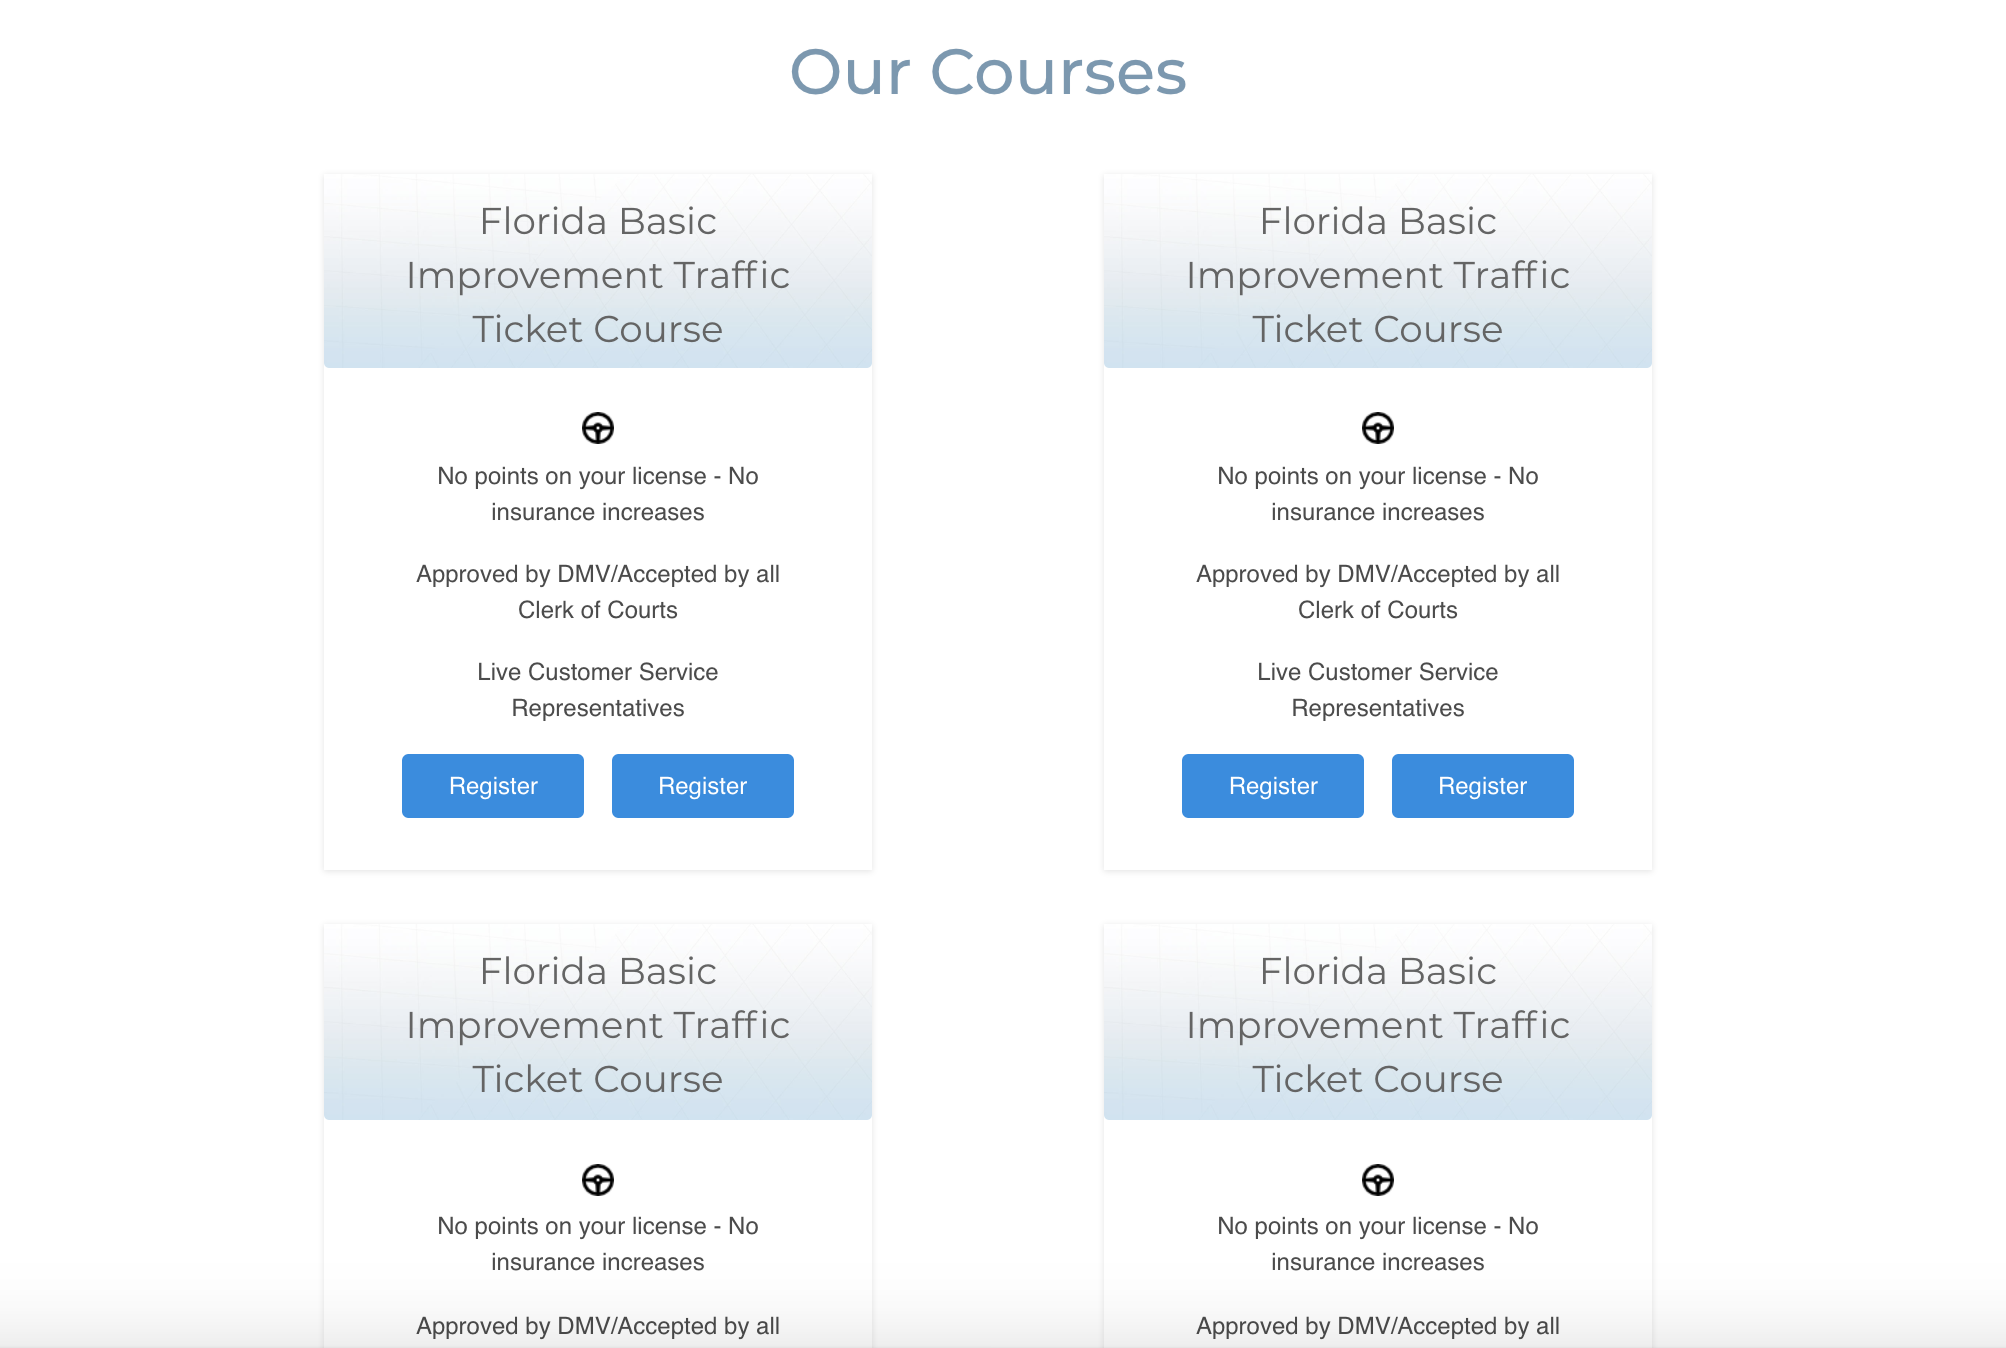 Our Courses
Florida Basic
Improvement Traffic
Ticket Course
No points on your license - No
insurance increases
Approved by DMV/Accepted by all
Clerk of Courts
Live Customer Service
Representatives
Register Register
Florida Basic
Improvement Traffic
Ticket Course
No points on your license - No
insurance increases
Approved by DMV/Accepted by all
Clerk of Courts
Live Customer Service
Representatives
Register Register
Florida Basic
Improvement Traffic
Ticket Course
No points on your license - No
insurance increases
Approved by DMV/Accepted by all
Florida Basic
Improvement Traffic
Ticket Course
No points on your license - No
insurance increases
Approved by DMV/Accepted by all